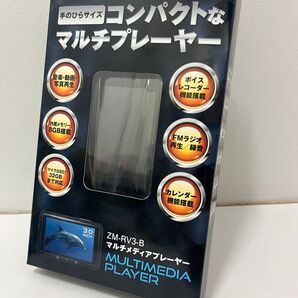 手のひらサイズ
コンパクトな
マルチプレーヤー
音楽・動画・
写真再生
ボイス
レコーダー
機能搭載
内蔵メモリー
8GB搭載
FMラジオ
再生/録音
マイクロSD
32GB
まで対応
カレンダー
機能搭載
3.0
INCH
ZM-RV3-B
マルチメディアプレーヤー
MULTIMEDIA
PLAYER